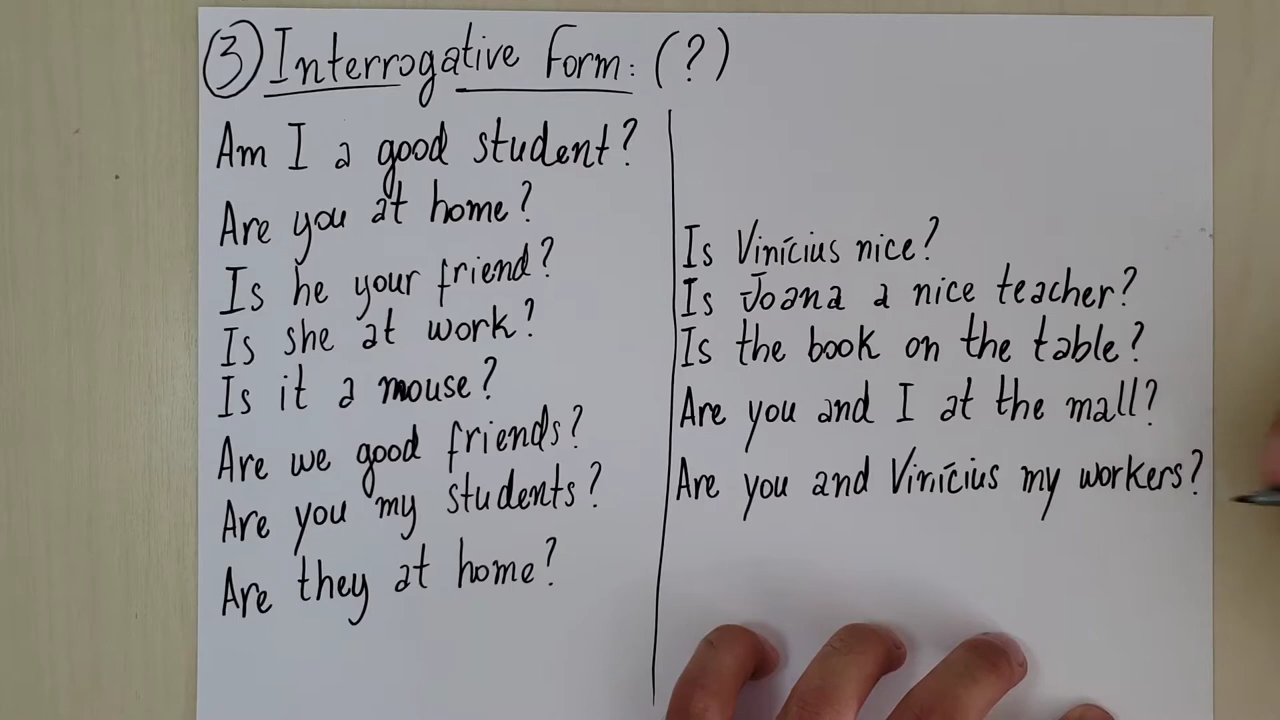 ③ Interrogative Form: (?)
Am I a good student?
Are you at home?
Is he your friend?
Is she at work?
Is it a mouse?
Are we good friends?
Are you my students?
Are they at home?
Is Vinícius nice?
Is Joana a nice teacher?
Is the book on the table?
Are you and I at the mall?
Are you and Vinícius my workers?